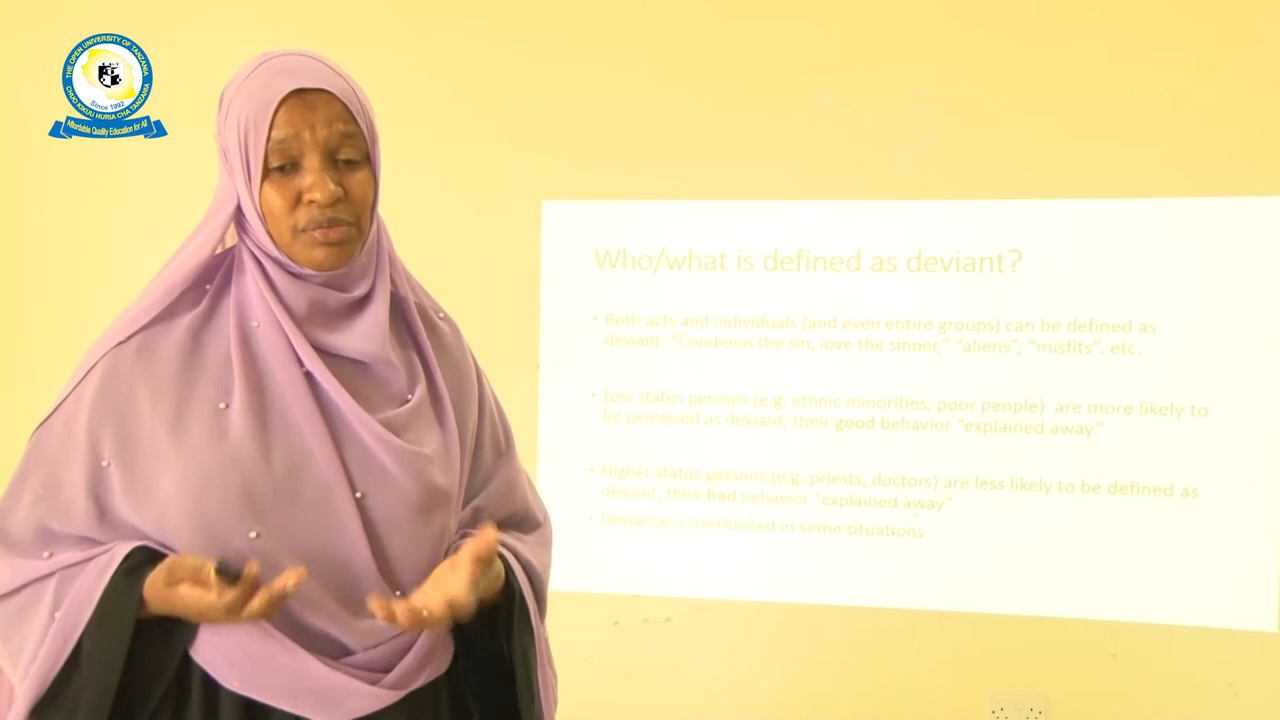 THE OPEN UNIVERSITY OF TANZANIA
CHUO KIKUU HURIA CHA TANZANIA
Since 1992
Affordable Quality Education for All
Who/what is defined as deviant?
• Both acts and individuals (and even entire groups) can be defined as
deviant: "Condemn the sin, love the sinner," "aliens", "misfits". etc.
• Low status persons (e.g. ethnic minorities, poor people) are more likely to
be perceived as deviant, their good behavior "explained away"
• Higher status persons (e.g. priests, doctors) are less likely to be defined as
deviant, their bad behavior "explained away"
• Deviance is overlooked in some situations